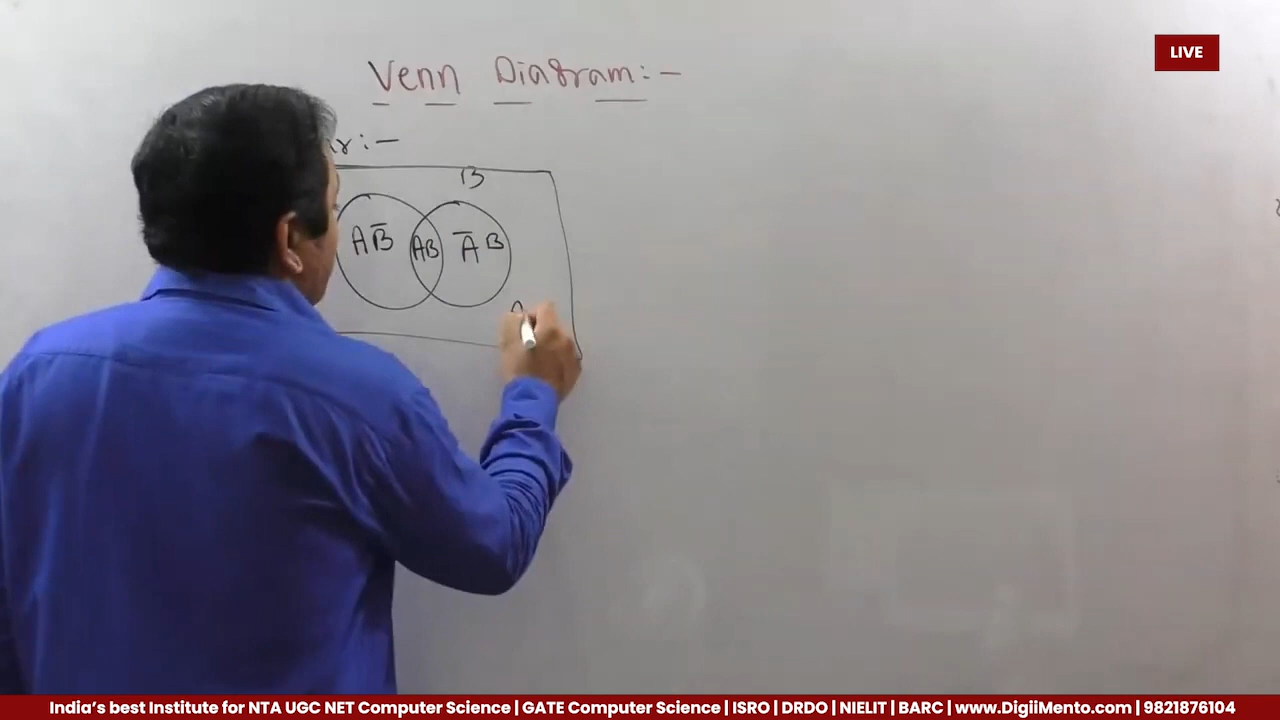 LIVE
Venn Diagram:-
B
AB̅ AB A̅B
India's best Institute for NTA UGC NET Computer Science | GATE Computer Science | ISRO | DRDO | NIELIT | BARC | www.DigiiMento.com | 9821876104